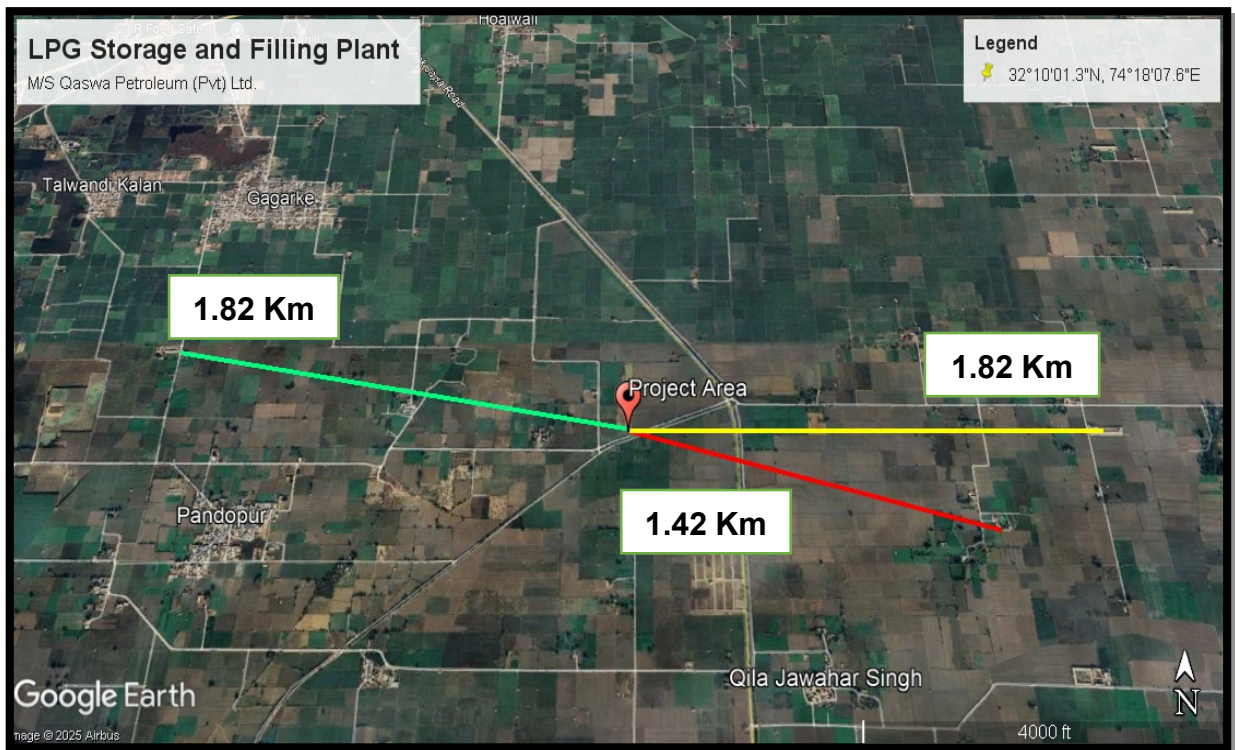 LPG Storage and Filling Plant
M/S Qaswa Petroleum (Pvt) Ltd.
Legend
32°10'01.3"N, 74°18'07.6"E
Talwandi Kalan
Gagarke
Road
1.82 Km
1.82 Km
Project Area
1.42 Km
Pandopur
Qila Jawahar Singh
Google Earth
N
4000 ft
mage © 2025 Airbus